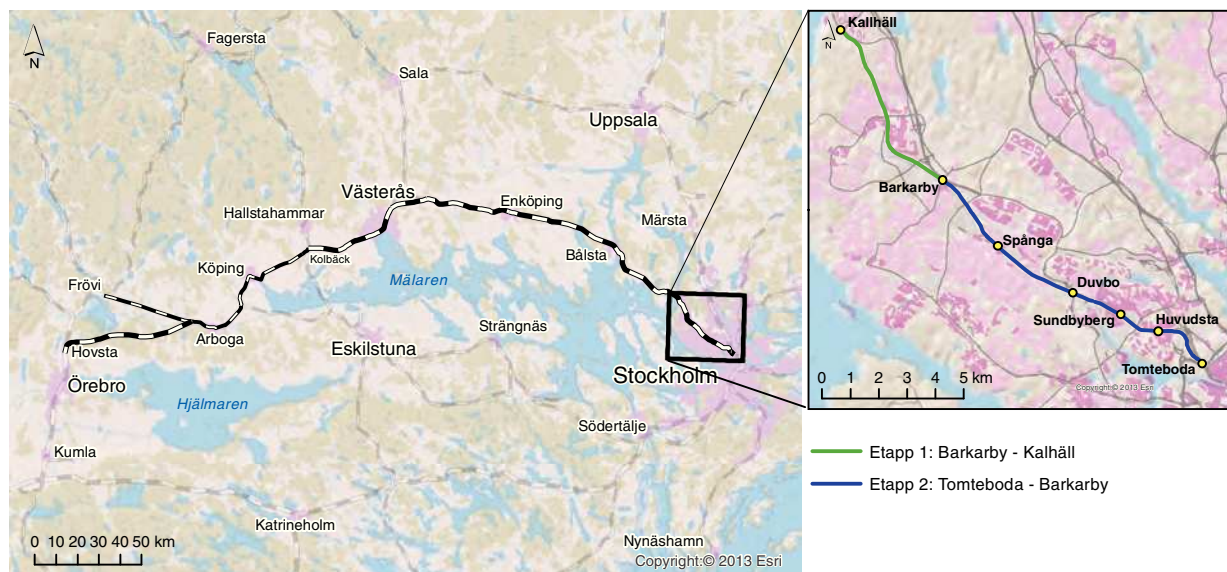 N
Fagersta
Sala
Uppsala
Västerås
Enköping
Hallstahammar
Märsta
Kolbäck
Bålsta
Köping
Mälaren
Frövi
Arboga
Strängnäs
Hovsta
Eskilstuna
Stockholm
Örebro
Hjälmaren
Södertälje
Kumla
Katrineholm
Nynäshamn
0 10 20 30 40 50 km
Copyright:© 2013 Esri
N
Kallhäll
Barkarby
Spånga
Duvbo
Sundbyberg
Huvudsta
Tomteboda
0 1 2 3 4 5 km
Copyright:© 2013 Esri
Etapp 1: Barkarby - Kalhäll
Etapp 2: Tomteboda - Barkarby